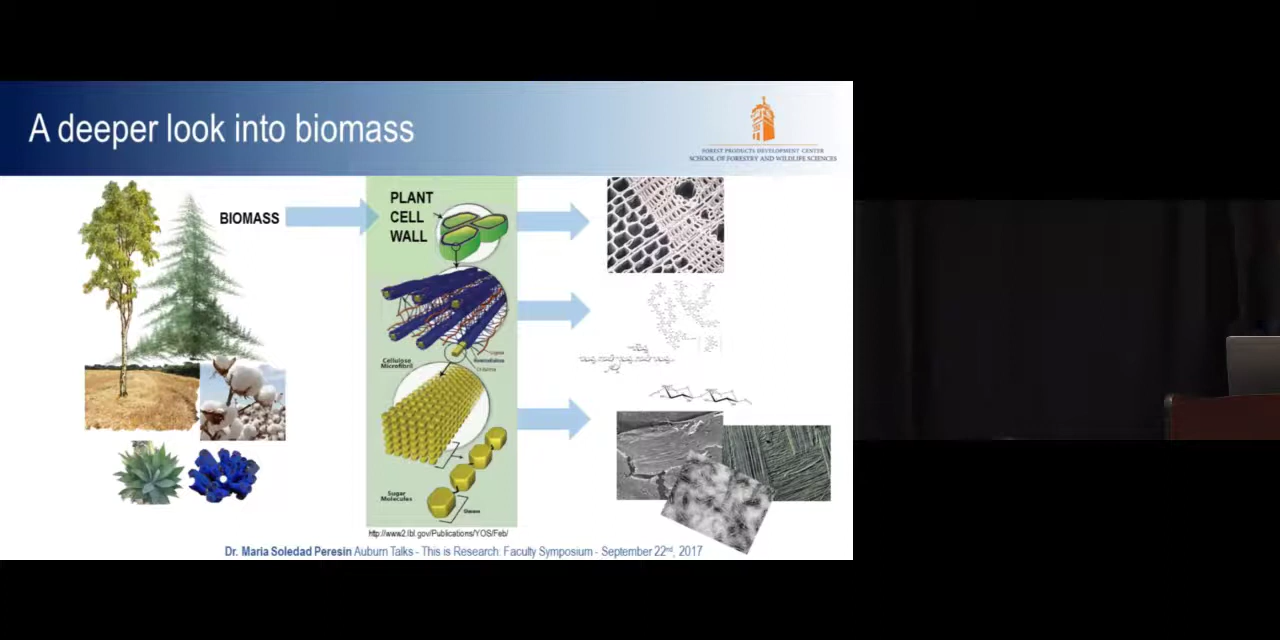 A deeper look into biomass
FOREST PRODUCTS DEVELOPMENT CENTER
SCHOOL OF FORESTRY AND WILDLIFE SCIENCES
BIOMASS
PLANT
CELL
WALL
Cellulose
Microfibril
Sugar
Molecules
Glucose
http://www2.lbl.gov/Publications/YOS/Feb/
Dr. Maria Soledad Peresin Auburn Talks - This is Research: Faculty Symposium - September 22nd, 2017